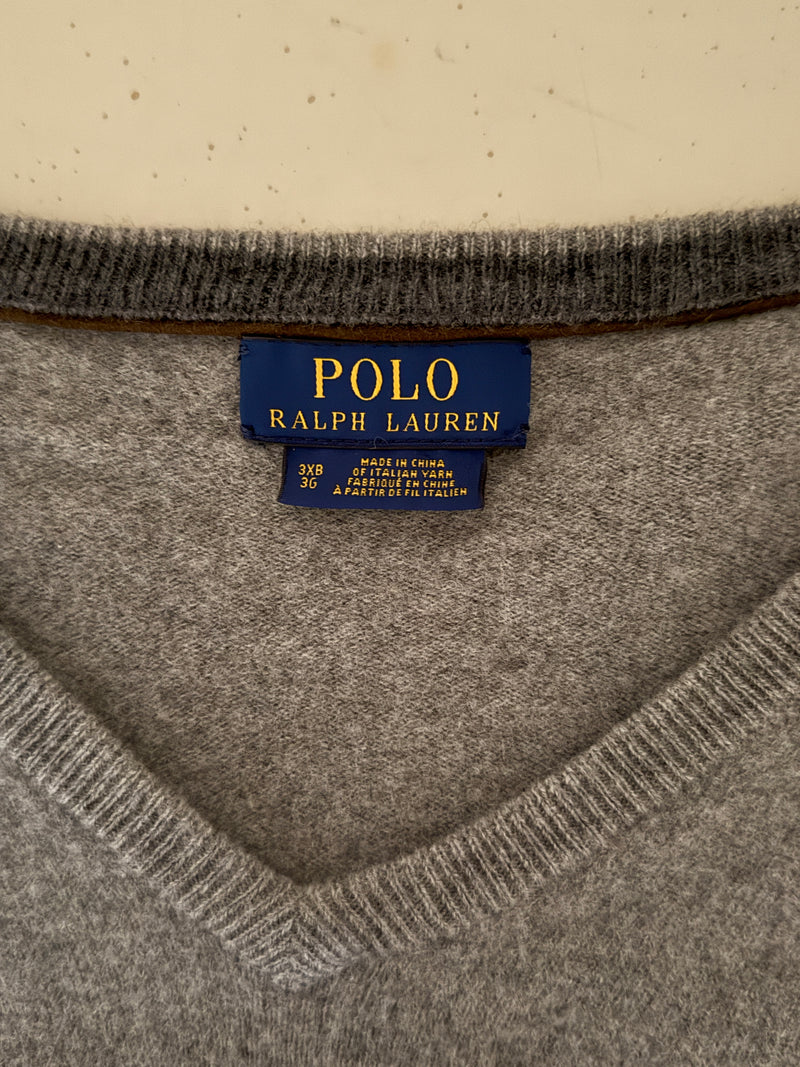 POLO
RALPH LAUREN
3XB
3G
MADE IN CHINA
OF ITALIAN YARN
FABRIQUÉ EN CHINE
À PARTIR DE FIL ITALIEN